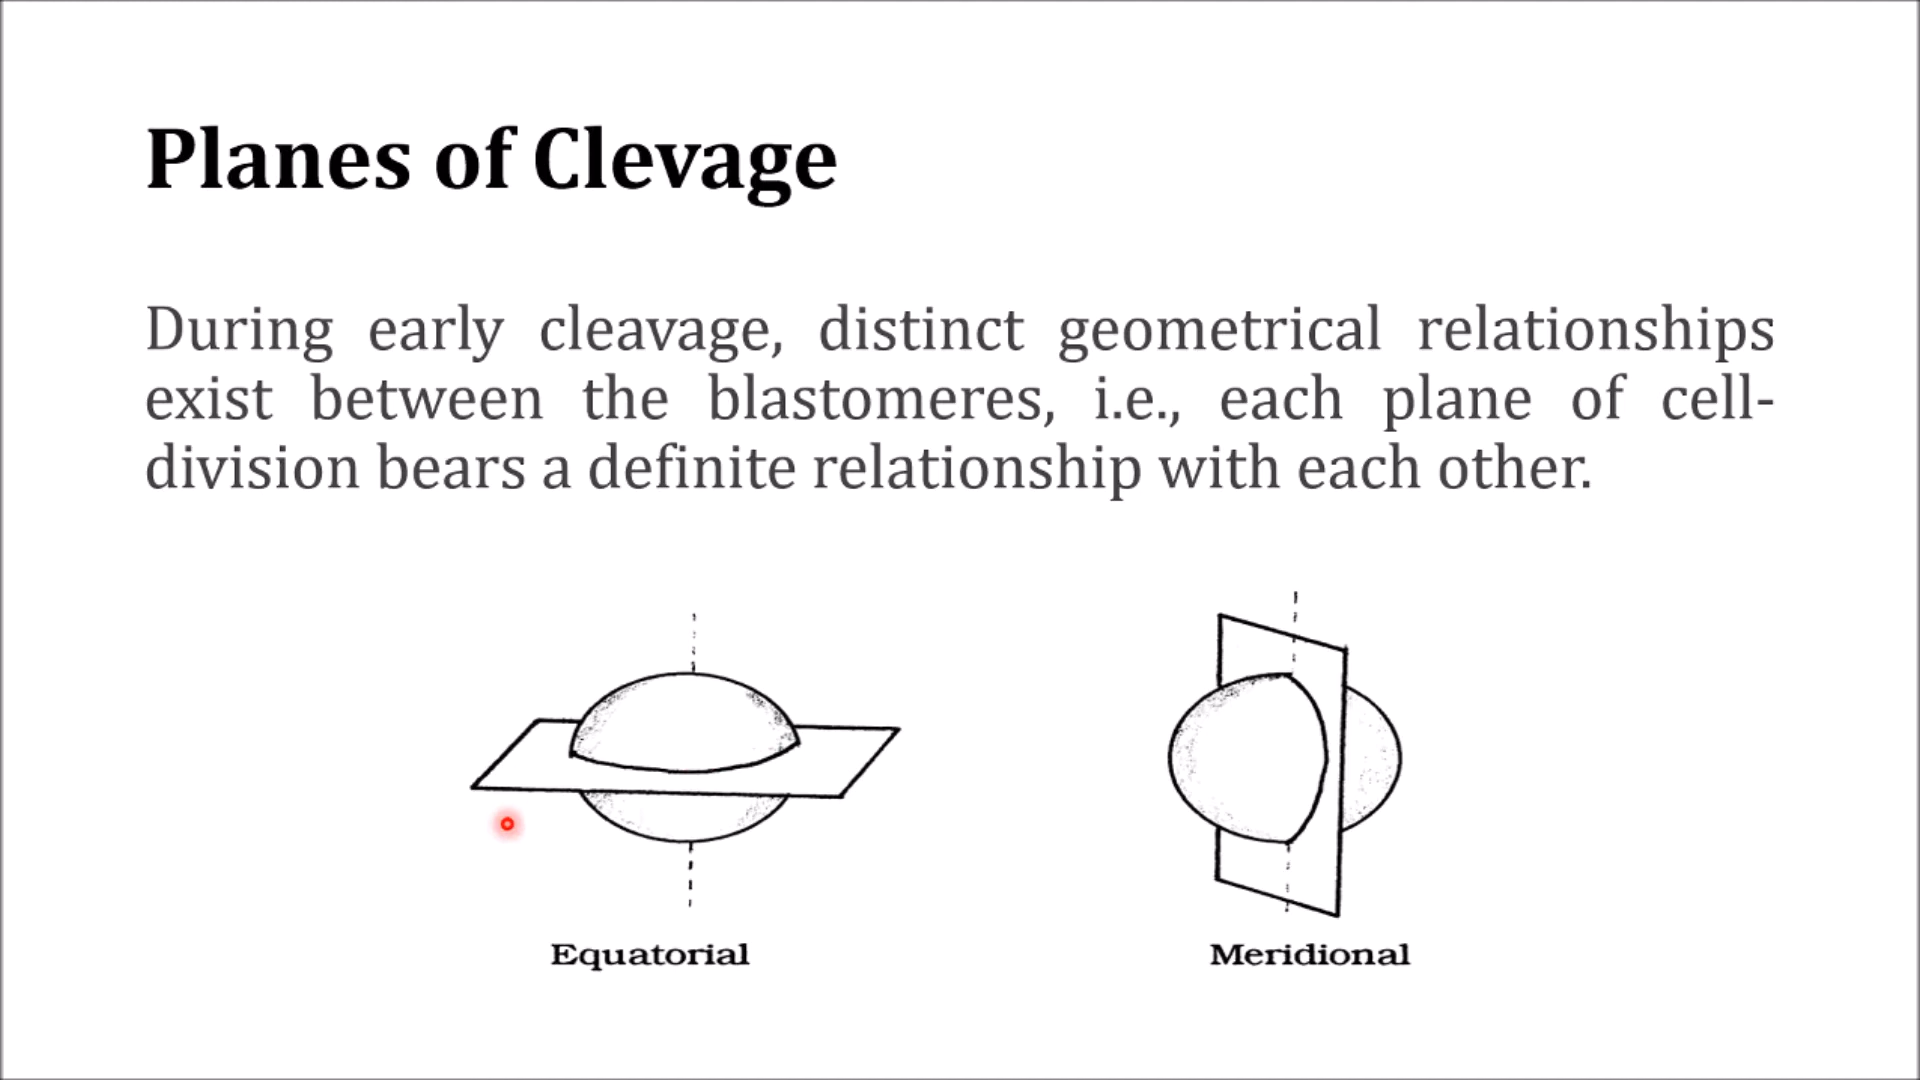 Planes of Clevage
During early cleavage, distinct geometrical relationships
exist between the blastomeres, i.e., each plane of cell-
division bears a definite relationship with each other.
Equatorial
Meridional